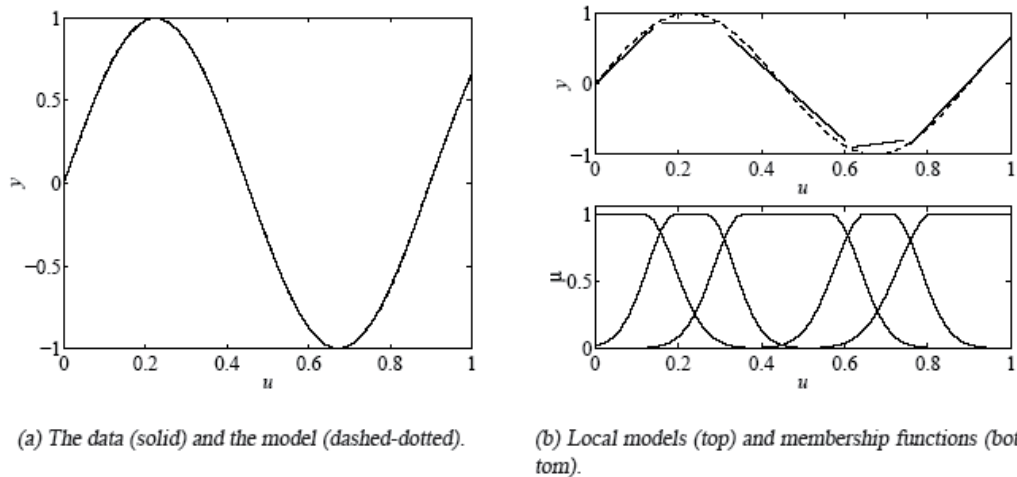 1
0.5
0
−0.5
−1
y
0 0.2 0.4 0.6 0.8 1
u
1
0
−1
y
0 0.2 0.4 0.6 0.8 1
u
1
0.5
0
μ
0 0.2 0.4 0.6 0.8 1
u
(a) The data (solid) and the model (dashed-dotted).
(b) Local models (top) and membership functions (bot
tom).